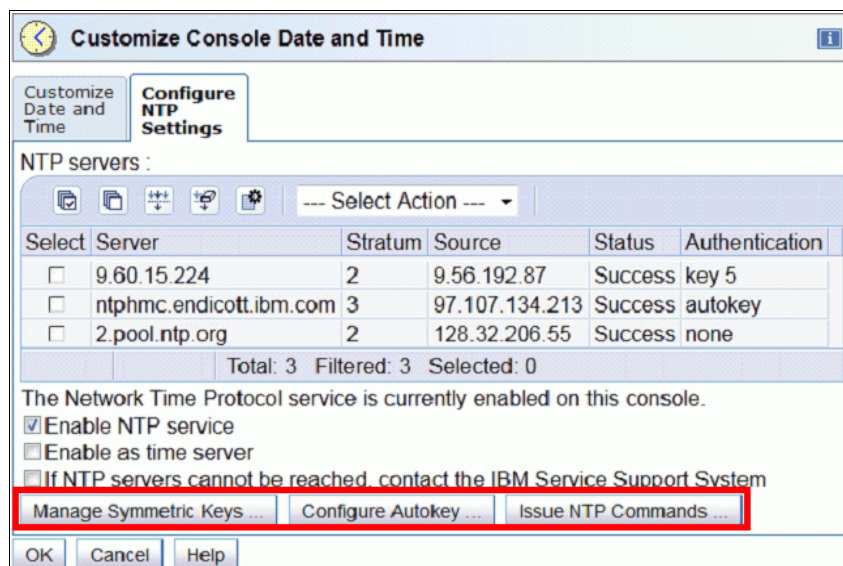 Customize Console Date and Time
i
Customize
Date and
Time
Configure
NTP
Settings
NTP servers :
--- Select Action ---
Select Server Stratum Source Status Authentication
9.60.15.224 2 9.56.192.87 Success key 5
ntphmc.endicott.ibm.com 3 97.107.134.213 Success autokey
2.pool.ntp.org 2 128.32.206.55 Success none
Total: 3 Filtered: 3 Selected: 0
The Network Time Protocol service is currently enabled on this console.
Enable NTP service
Enable as time server
If NTP servers cannot be reached, contact the IBM Service Support System
Manage Symmetric Keys ... Configure Autokey ... Issue NTP Commands ...
OK Cancel Help